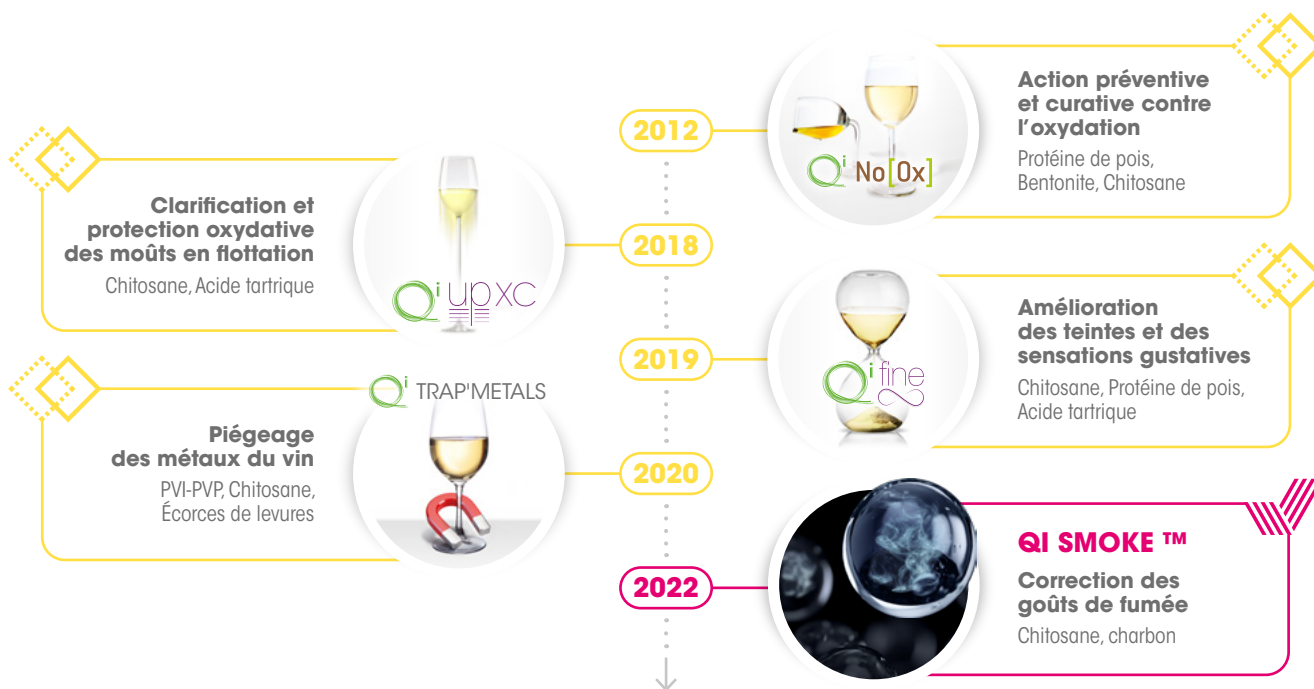 2012
Action préventive
et curative contre
l'oxydation
Protéine de pois,
Bentonite, Chitosane
Qi No[Ox]
2018
Clarification et
protection oxydative
des moûts en flottation
Chitosane, Acide tartrique
Qi up xc
2019
Amélioration
des teintes et des
sensations gustatives
Chitosane, Protéine de pois,
Acide tartrique
Qi fine
2020
Qi TRAP'METALS
Piégeage
des métaux du vin
PVI-PVP, Chitosane,
Écorces de levures
2022
QI SMOKE ™
Correction des
goûts de fumée
Chitosane, charbon